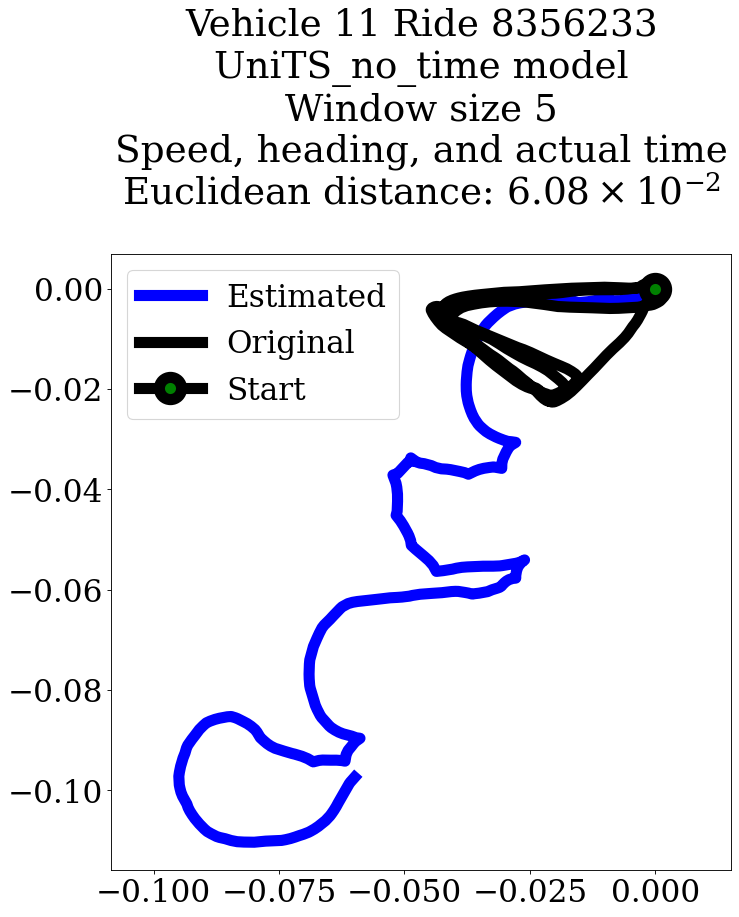 Vehicle 11 Ride 8356233
UniTS_no_time model
Window size 5
Speed, heading, and actual time
Euclidean distance: 6.08 × 10⁻²
Estimated
Original
Start
0.00
−0.02
−0.04
−0.06
−0.08
−0.10
−0.100 −0.075 −0.050 −0.025 0.000